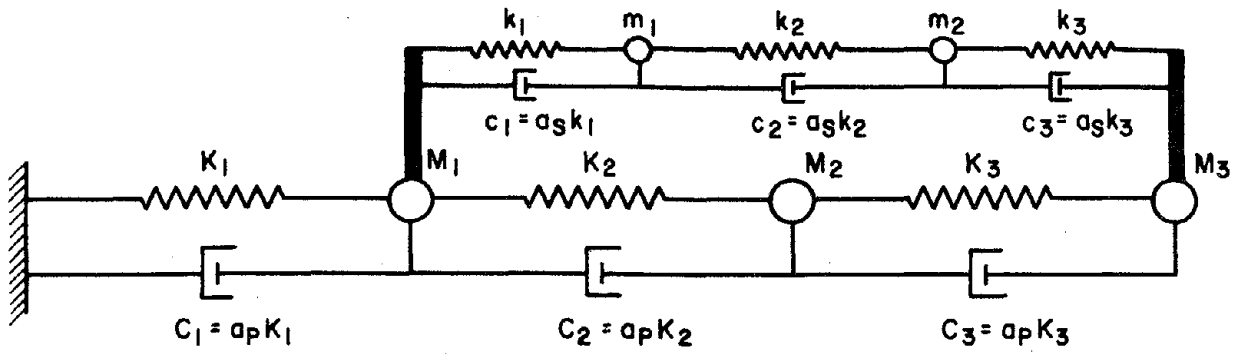 k₁ m₁ k₂ m₂ k₃
c₁ = aₛk₁ c₂ = aₛk₂ c₃ = aₛk₃
K₁ M₁ K₂ M₂ K₃ M₃
C₁ = aₚK₁ C₂ = aₚK₂ C₃ = aₚK₃